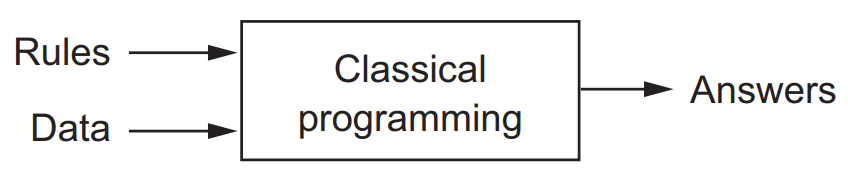 Rules
Data
Classical
programming
Answers